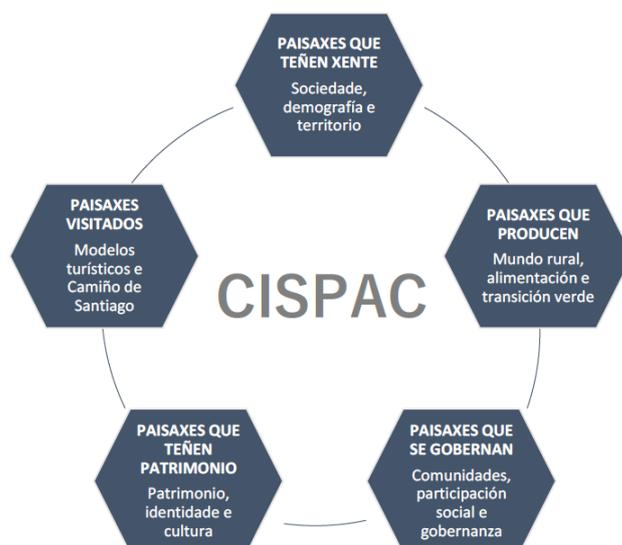 PAISAXES QUE
TEÑEN XENTE
Sociedade,
demografía e
territorio
PAISAXES
VISITADOS
Modelos
turísticos e
Camiño de
Santiago
PAISAXES QUE
PRODUCEN
Mundo rural,
alimentación e
transición verde
CISPAC
PAISAXES QUE
TEÑEN
PATRIMONIO
Patrimonio,
identidade e
cultura
PAISAXES QUE
SE GOBERNAN
Comunidades,
participación
social e
gobernanza